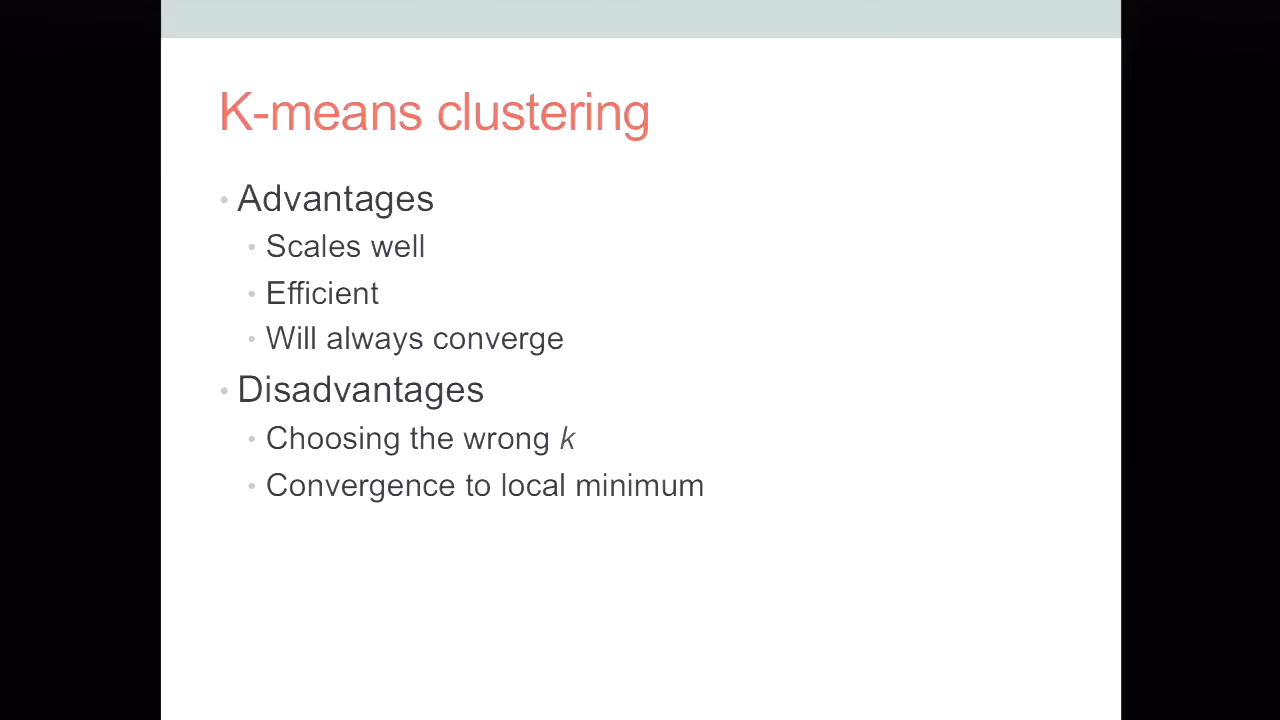 K-means clustering
• Advantages
• Scales well
• Efficient
• Will always converge
• Disadvantages
• Choosing the wrong k
• Convergence to local minimum